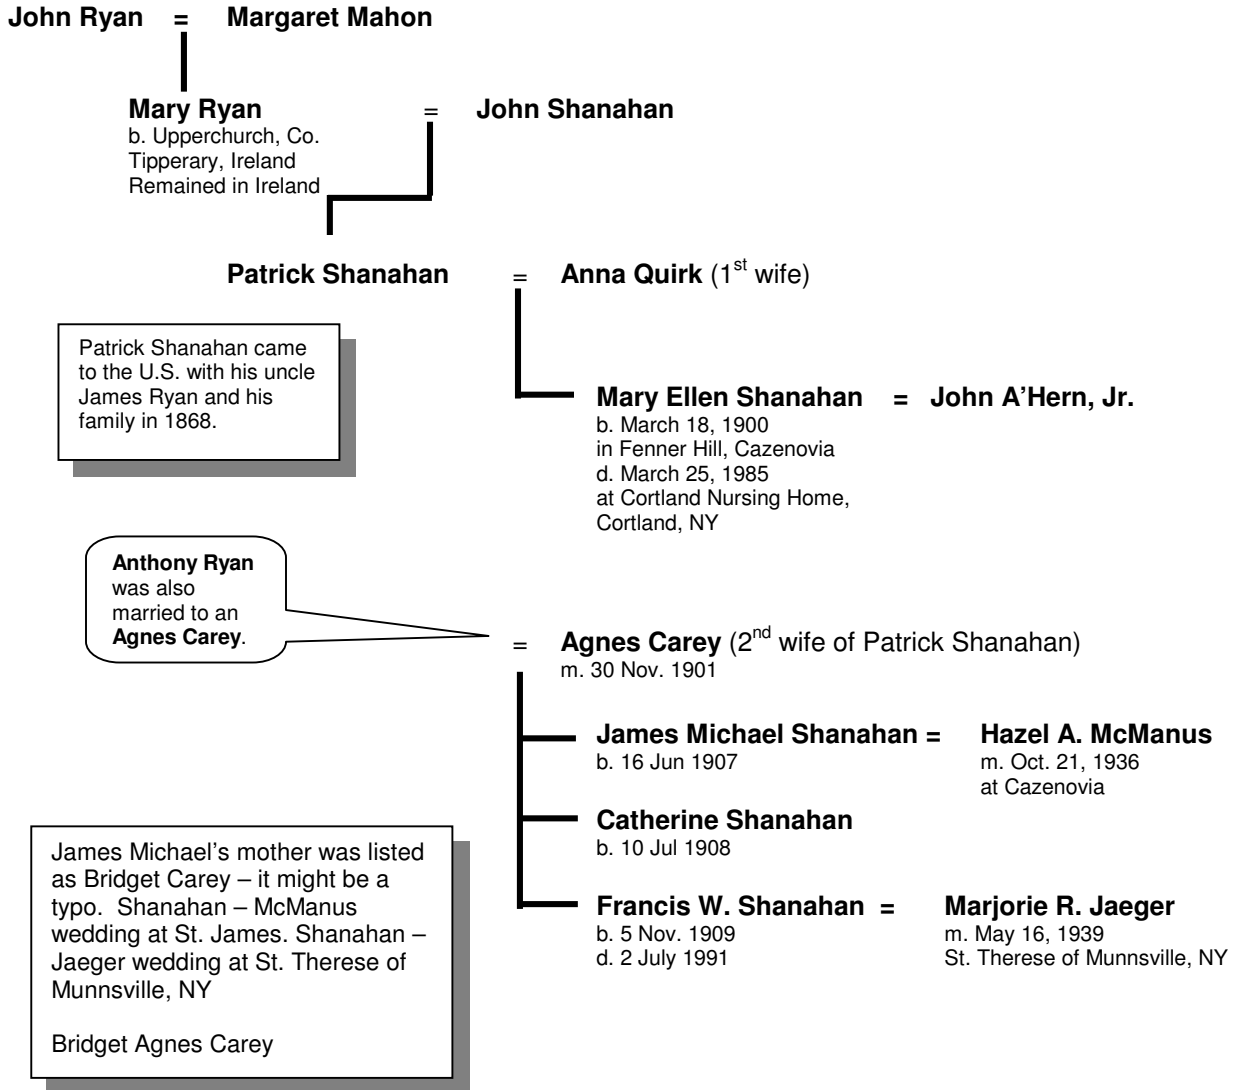 John Ryan = Margaret Mahon
Mary Ryan = John Shanahan
b. Upperchurch, Co.
Tipperary, Ireland
Remained in Ireland
Patrick Shanahan = Anna Quirk (1st wife)
Patrick Shanahan came
to the U.S. with his uncle
James Ryan and his
family in 1868.
Mary Ellen Shanahan = John A'Hern, Jr.
b. March 18, 1900
in Fenner Hill, Cazenovia
d. March 25, 1985
at Cortland Nursing Home,
Cortland, NY
Anthony Ryan
was also
married to an
Agnes Carey.
= Agnes Carey (2nd wife of Patrick Shanahan)
m. 30 Nov. 1901
James Michael Shanahan = Hazel A. McManus
b. 16 Jun 1907
m. Oct. 21, 1936
at Cazenovia
Catherine Shanahan
b. 10 Jul 1908
Francis W. Shanahan = Marjorie R. Jaeger
b. 5 Nov. 1909
d. 2 July 1991
m. May 16, 1939
St. Therese of Munnsville, NY
James Michael's mother was listed
as Bridget Carey – it might be a
typo. Shanahan – McManus
wedding at St. James. Shanahan –
Jaeger wedding at St. Therese of
Munnsville, NY
Bridget Agnes Carey